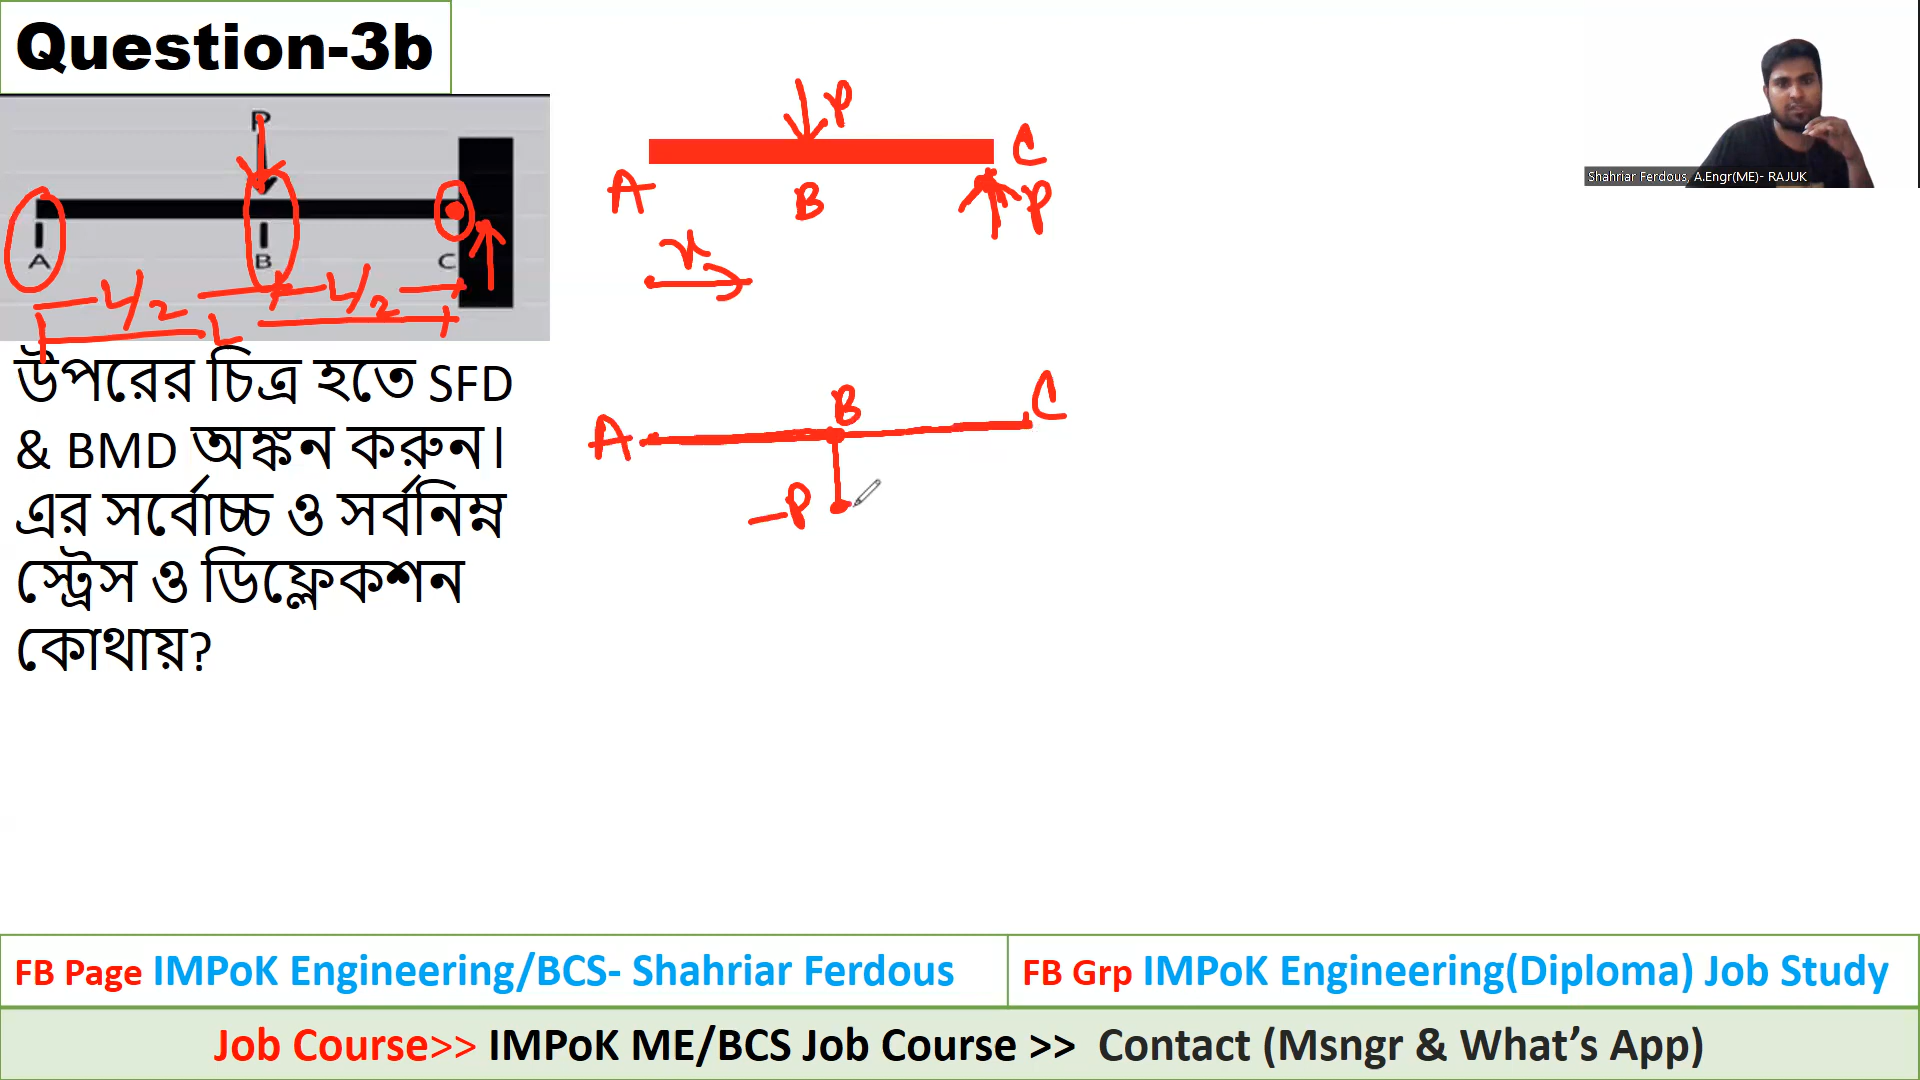 Question-3b
P
A B C
L/2 L/2
L
উপরের চিত্র হতে SFD
& BMD অঙ্কন করুন।
এর সর্বোচ্চ ও সর্বনিম্ন
স্ট্রেস ও ডিফ্লেকশন
কোথায়?
P
A B C
P
x
A B C
-P
Shahriar Ferdous, A.Engr(ME)- RAJUK
FB Page IMPoK Engineering/BCS- Shahriar Ferdous
FB Grp IMPoK Engineering(Diploma) Job Study
Job Course>> IMPoK ME/BCS Job Course >> Contact (Msngr & What’s App)